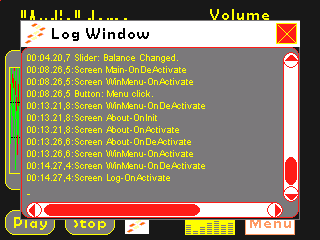 Volume
Log Window
00:04.20,7 Slider: Balance Changed.
00:08.26,5:Screen Main-OnDeActivate
00:08.26,5:Screen WinMenu-OnActivate
00:08.26,5 Button: Menu click.
00:13.21,8:Screen WinMenu-OnDeActivate
00:13.21,8:Screen About-OnInit
00:13.21,8:Screen About-OnActivate
00:13.26,6:Screen About-OnDeActivate
00:13.26,6:Screen WinMenu-OnActivate
00:14.27,4:Screen WinMenu-OnDeActivate
00:14.27,4:Screen Log-OnActivate
-
Play Stop Menu